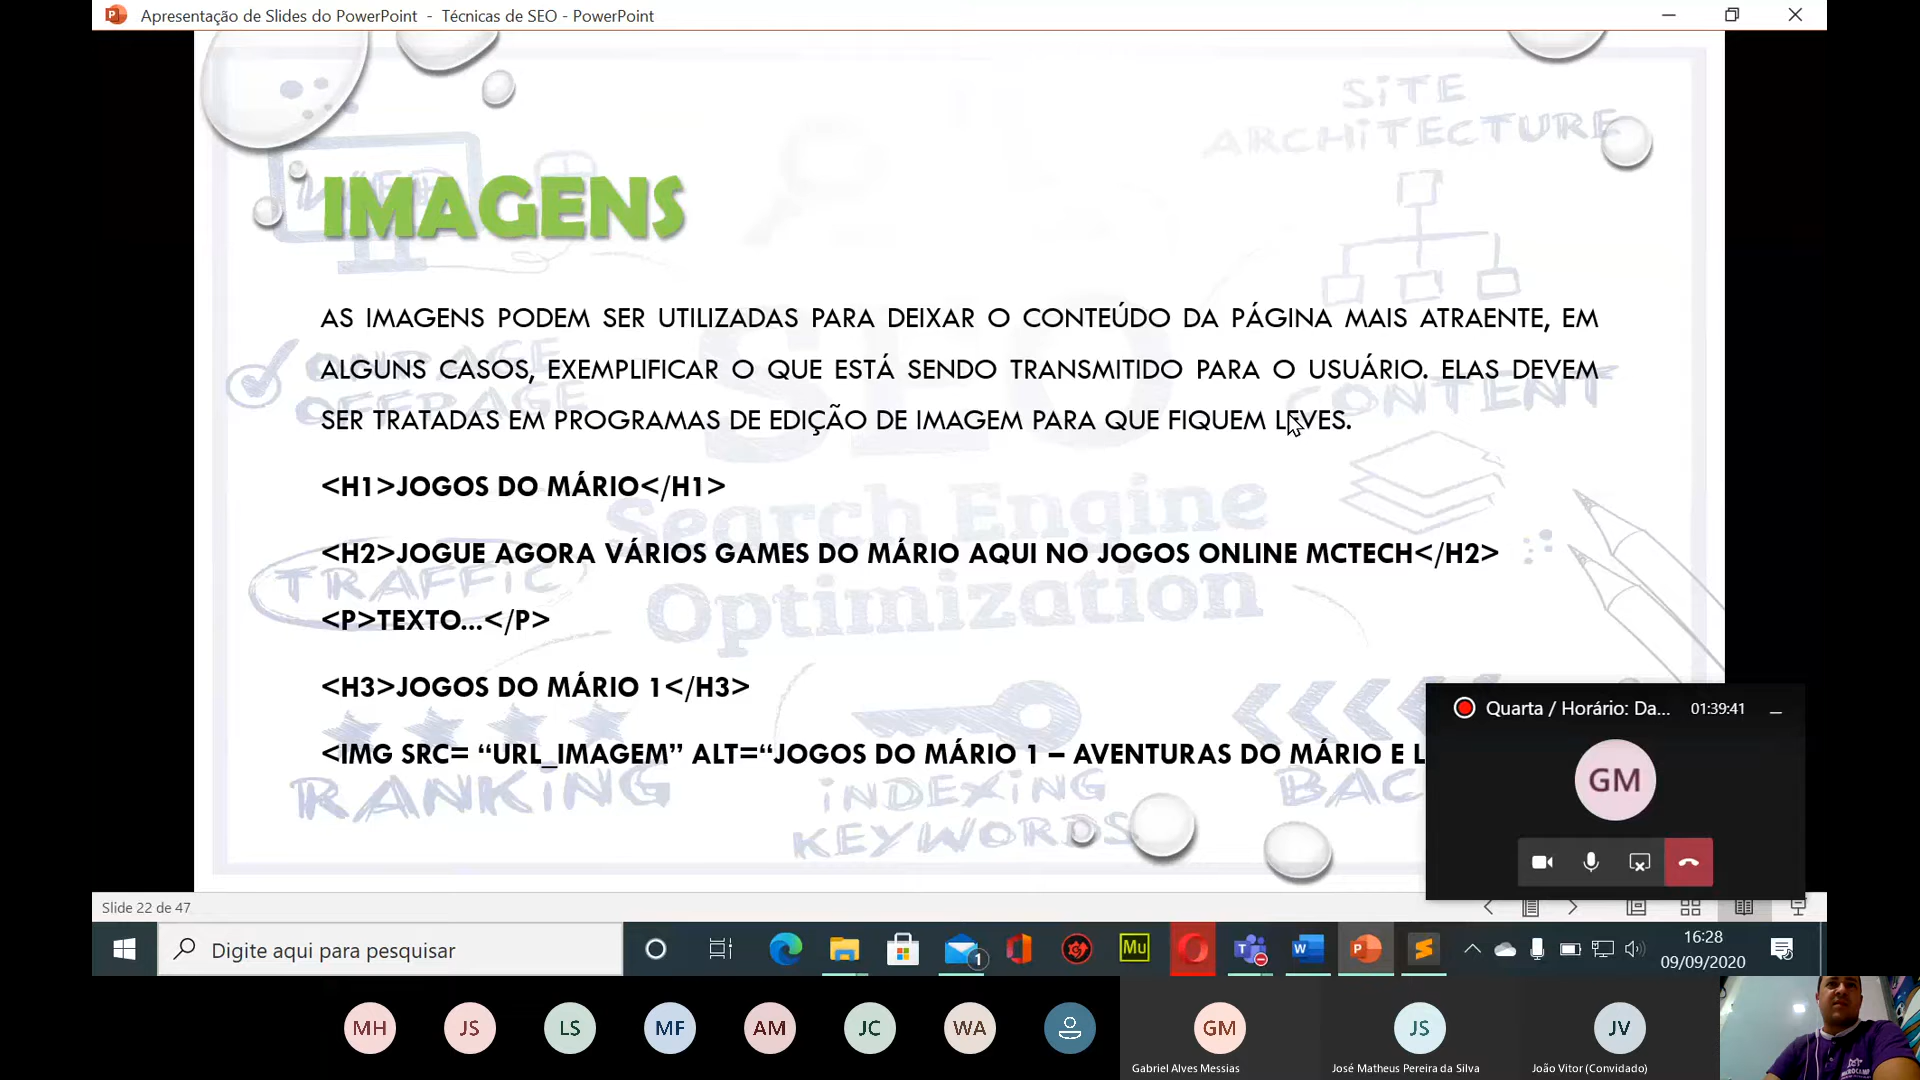 Apresentação de Slides do PowerPoint - Técnicas de SEO - PowerPoint
SITE
ARCHITECTURE
WEB
IMAGENS
AS IMAGENS PODEM SER UTILIZADAS PARA DEIXAR O CONTEÚDO DA PÁGINA MAIS ATRAENTE, EM
ALGUNS CASOS, EXEMPLIFICAR O QUE ESTÁ SENDO TRANSMITIDO PARA O USUÁRIO. ELAS DEVEM
SER TRATADAS EM PROGRAMAS DE EDIÇÃO DE IMAGEM PARA QUE FIQUEM LEVES.
ONPAGE
OFFPAGE
CONTENT
SEO
<H1>JOGOS DO MÁRIO</H1>
Search Engine
Optimization
<H2>JOGUE AGORA VÁRIOS GAMES DO MÁRIO AQUI NO JOGOS ONLINE MCTECH</H2>
TRAFFIC
<P>TEXTO...</P>
<H3>JOGOS DO MÁRIO 1</H3>
<IMG SRC= “URL_IMAGEM” ALT=“JOGOS DO MÁRIO 1 – AVENTURAS DO MÁRIO E L
RANKING
INDEXING
KEYWORDS
BAC
Quarta / Horário: Da... 01:39:41
GM
Slide 22 de 47
Digite aqui para pesquisar
1
Mu
16:28
09/09/2020
MH JS LS MF AM JC WA GM JS JV
Gabriel Alves Messias José Matheus Pereira da Silva João Vitor (Convidado)